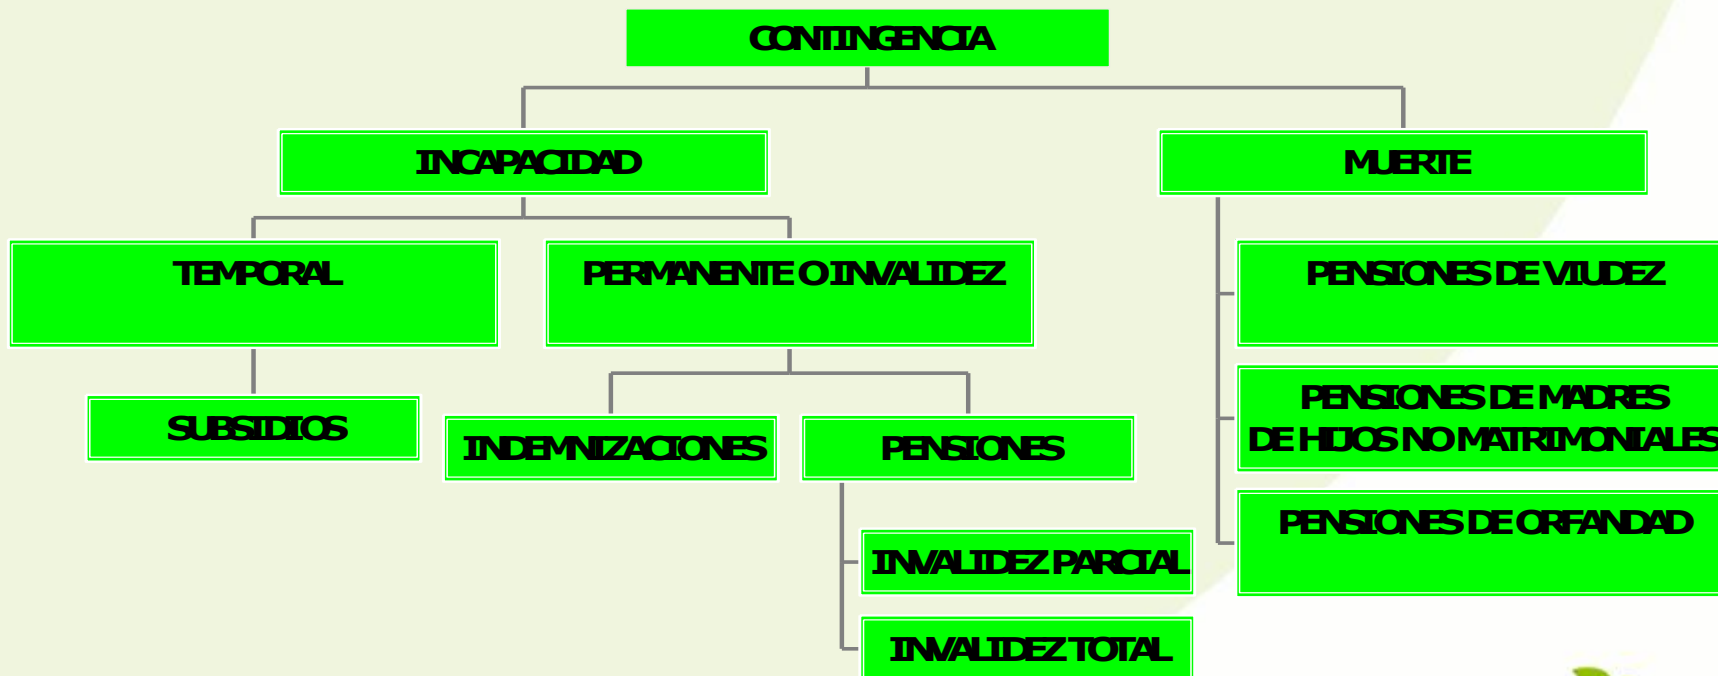 CONTINGENCIA
INCAPACIDAD
MUERTE
TEMPORAL
PERMANENTE O INVALIDEZ
PENSIONES DE VIUDEZ
PENSIONES DE MADRES
DE HIJOS NO MATRIMONIALES
SUBSIDIOS
INDEMNIZACIONES
PENSIONES
PENSIONES DE ORFANDAD
INVALIDEZ PARCIAL
INVALIDEZ TOTAL